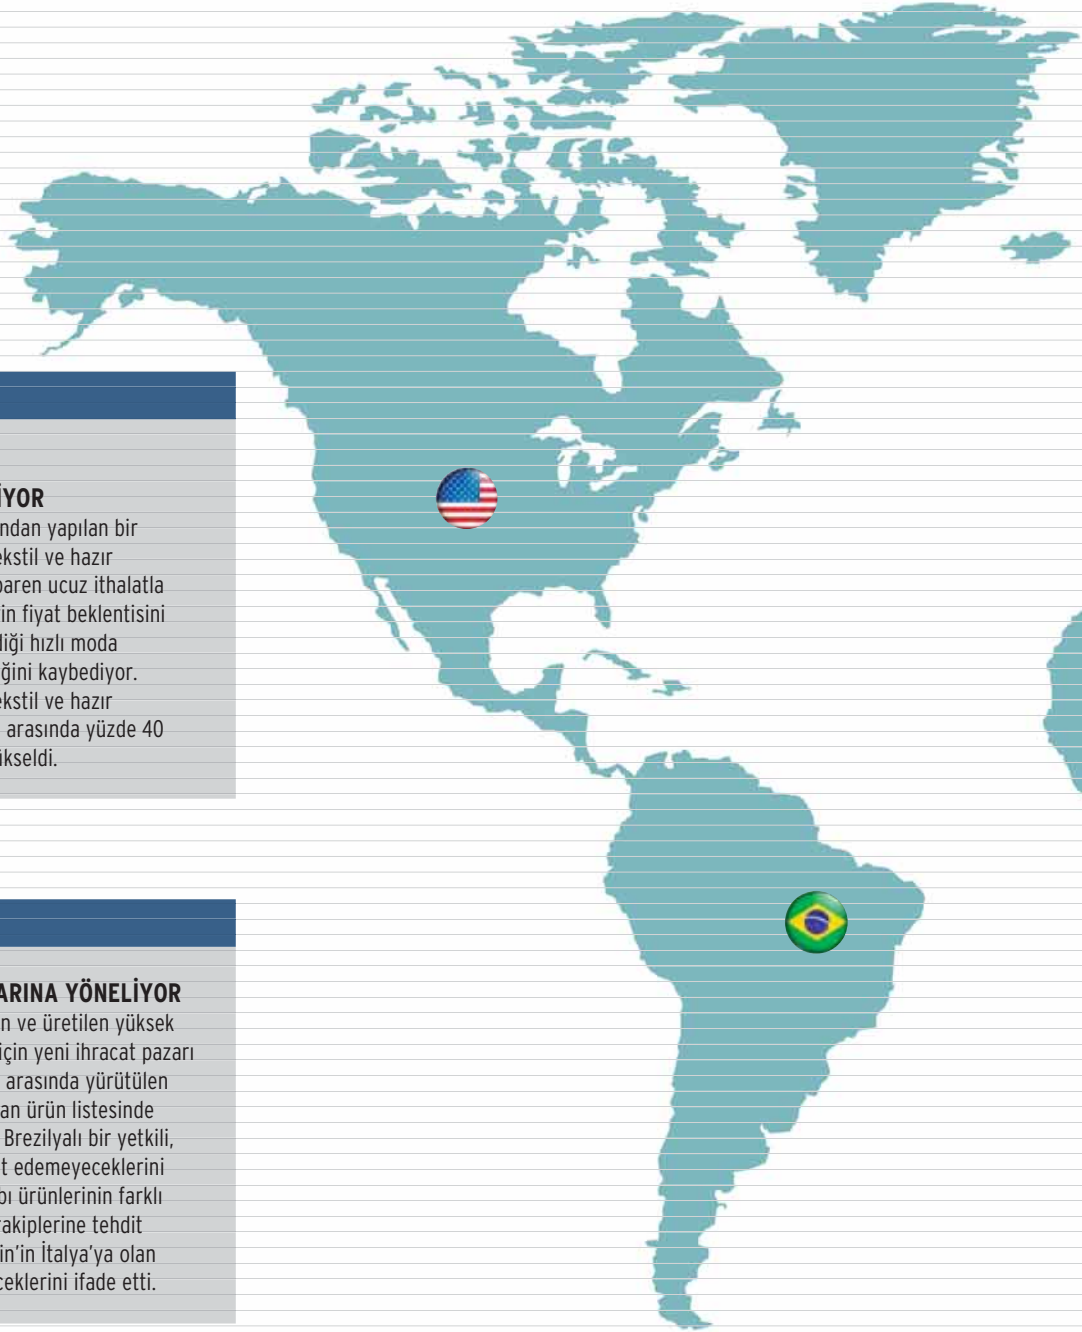 İYOR
ndan yapılan bir
ekstil ve hazır
baren ucuz ithalatla
in fiyat beklentisini
diği hızlı moda
ğini kaybediyor.
ekstil ve hazır
arasında yüzde 40
ükseldi.
ARINA YÖNELİYOR
n ve üretilen yüksek
için yeni ihracat pazarı
arasında yürütülen
an ürün listesinde
Brezilyalı bir yetkili,
t edemeyeceklerini
bı ürünlerinin farklı
rakiplerine tehdit
in’in İtalya’ya olan
ceklerini ifade etti.